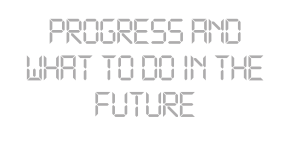 PROGRESS AND
WHAT TO DO IN THE
FUTURE